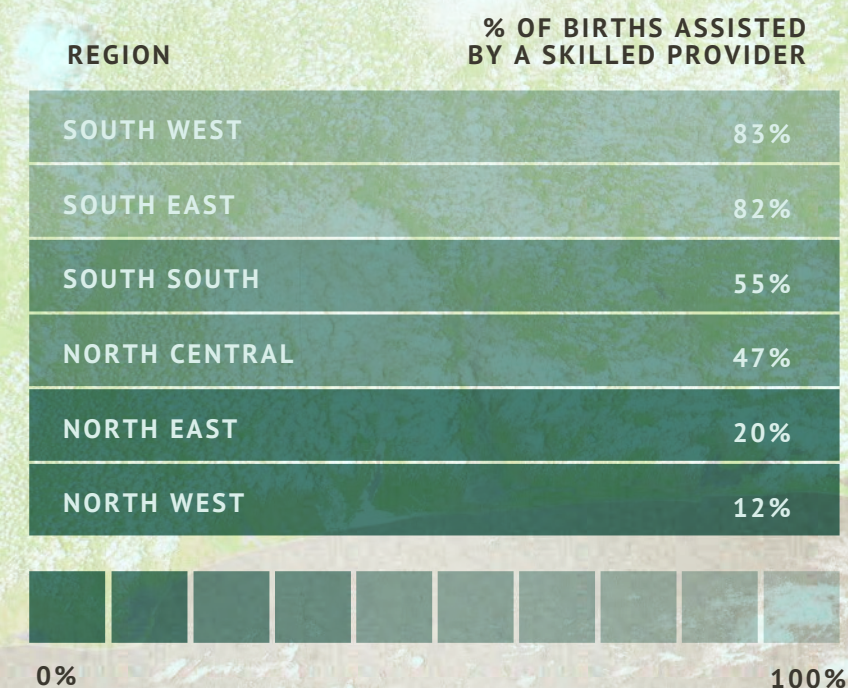 REGION
% OF BIRTHS ASSISTED
BY A SKILLED PROVIDER
SOUTH WEST 83%
SOUTH EAST 82%
SOUTH SOUTH 55%
NORTH CENTRAL 47%
NORTH EAST 20%
NORTH WEST 12%
0% 100%